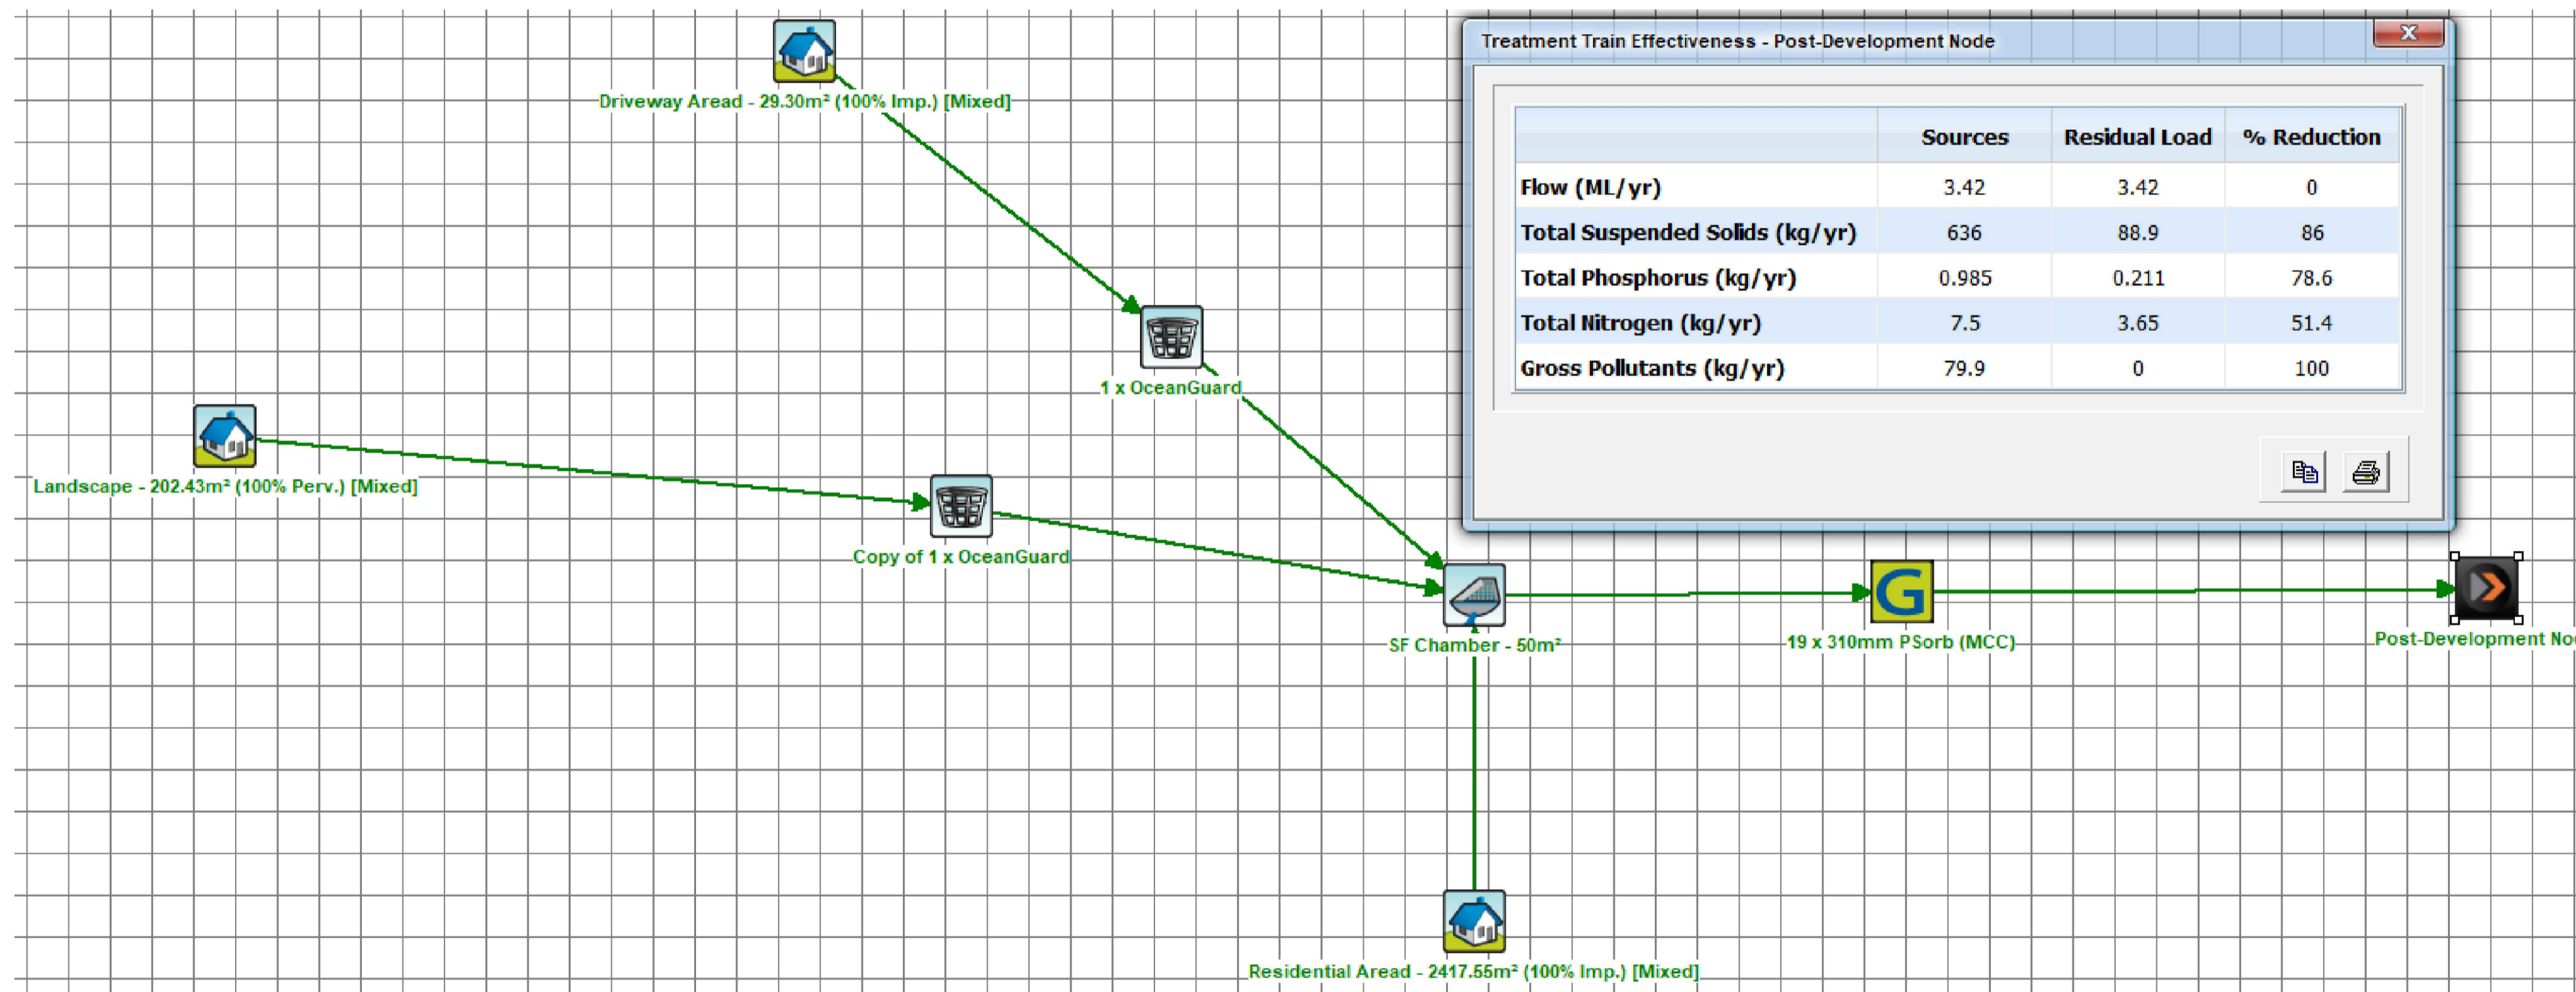 Driveway Aread - 29.30m² (100% Imp.) [Mixed]
1 x OceanGuard
Landscape - 202.43m² (100% Perv.) [Mixed]
Copy of 1 x OceanGuard
SF Chamber - 50m²
G
19 x 310mm PSorb (MCC)
Post-Development No
Residential Aread - 2417.55m² (100% Imp.) [Mixed]
Treatment Train Effectiveness - Post-Development Node
Sources Residual Load % Reduction
Flow (ML/yr) 3.42 3.42 0
Total Suspended Solids (kg/yr) 636 88.9 86
Total Phosphorus (kg/yr) 0.985 0.211 78.6
Total Nitrogen (kg/yr) 7.5 3.65 51.4
Gross Pollutants (kg/yr) 79.9 0 100